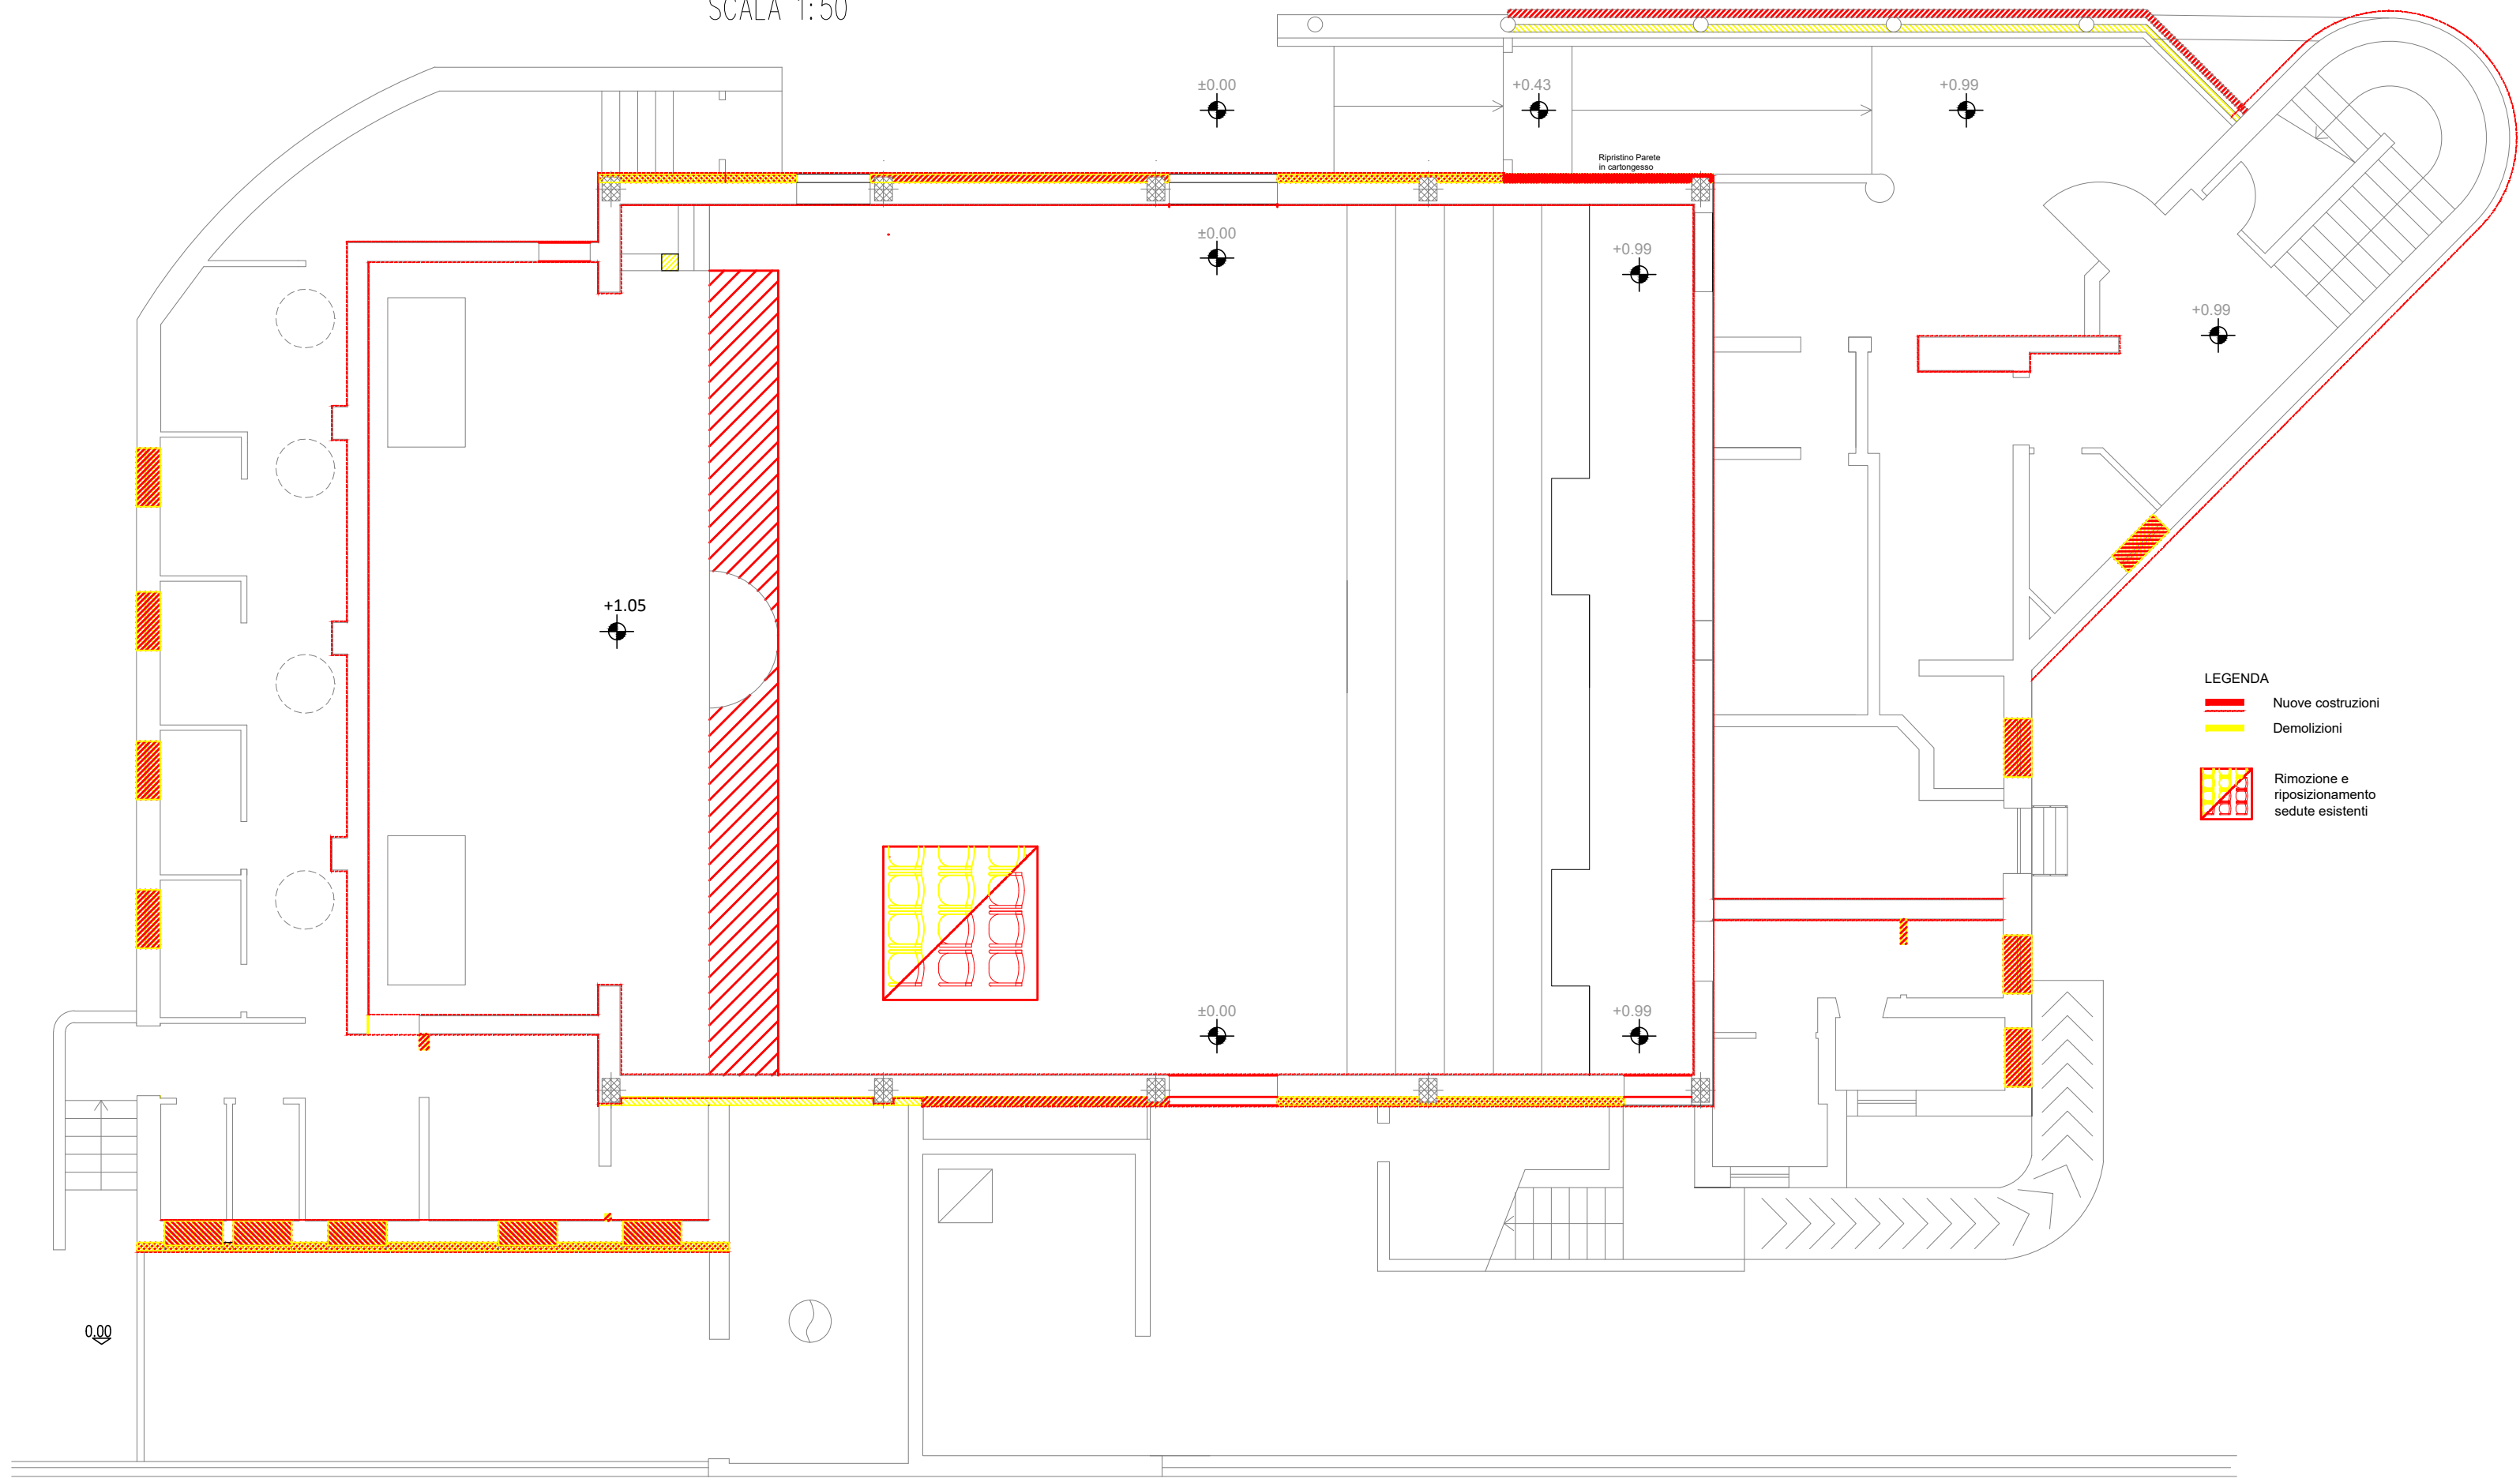 SCALA 1:50
±0.00
+0.43
+0.99
Ripristino Parete
in cartongesso
±0.00
+0.99
+0.99
+1.05
LEGENDA
Nuove costruzioni
Demolizioni
Rimozione e
riposizionamento
sedute esistenti
±0.00
+0.99
0.00